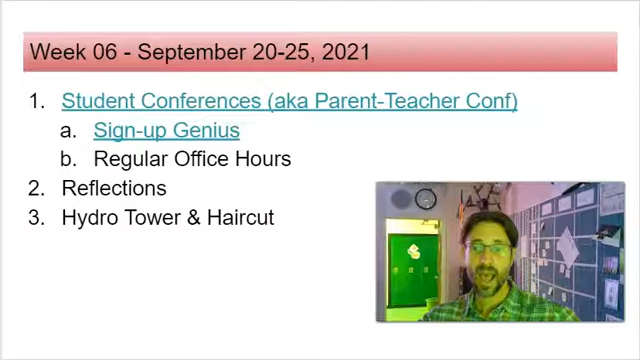 Week 06 - September 20-25, 2021
1. Student Conferences (aka Parent-Teacher Conf)
a. Sign-up Genius
b. Regular Office Hours
2. Reflections
3. Hydro Tower & Haircut